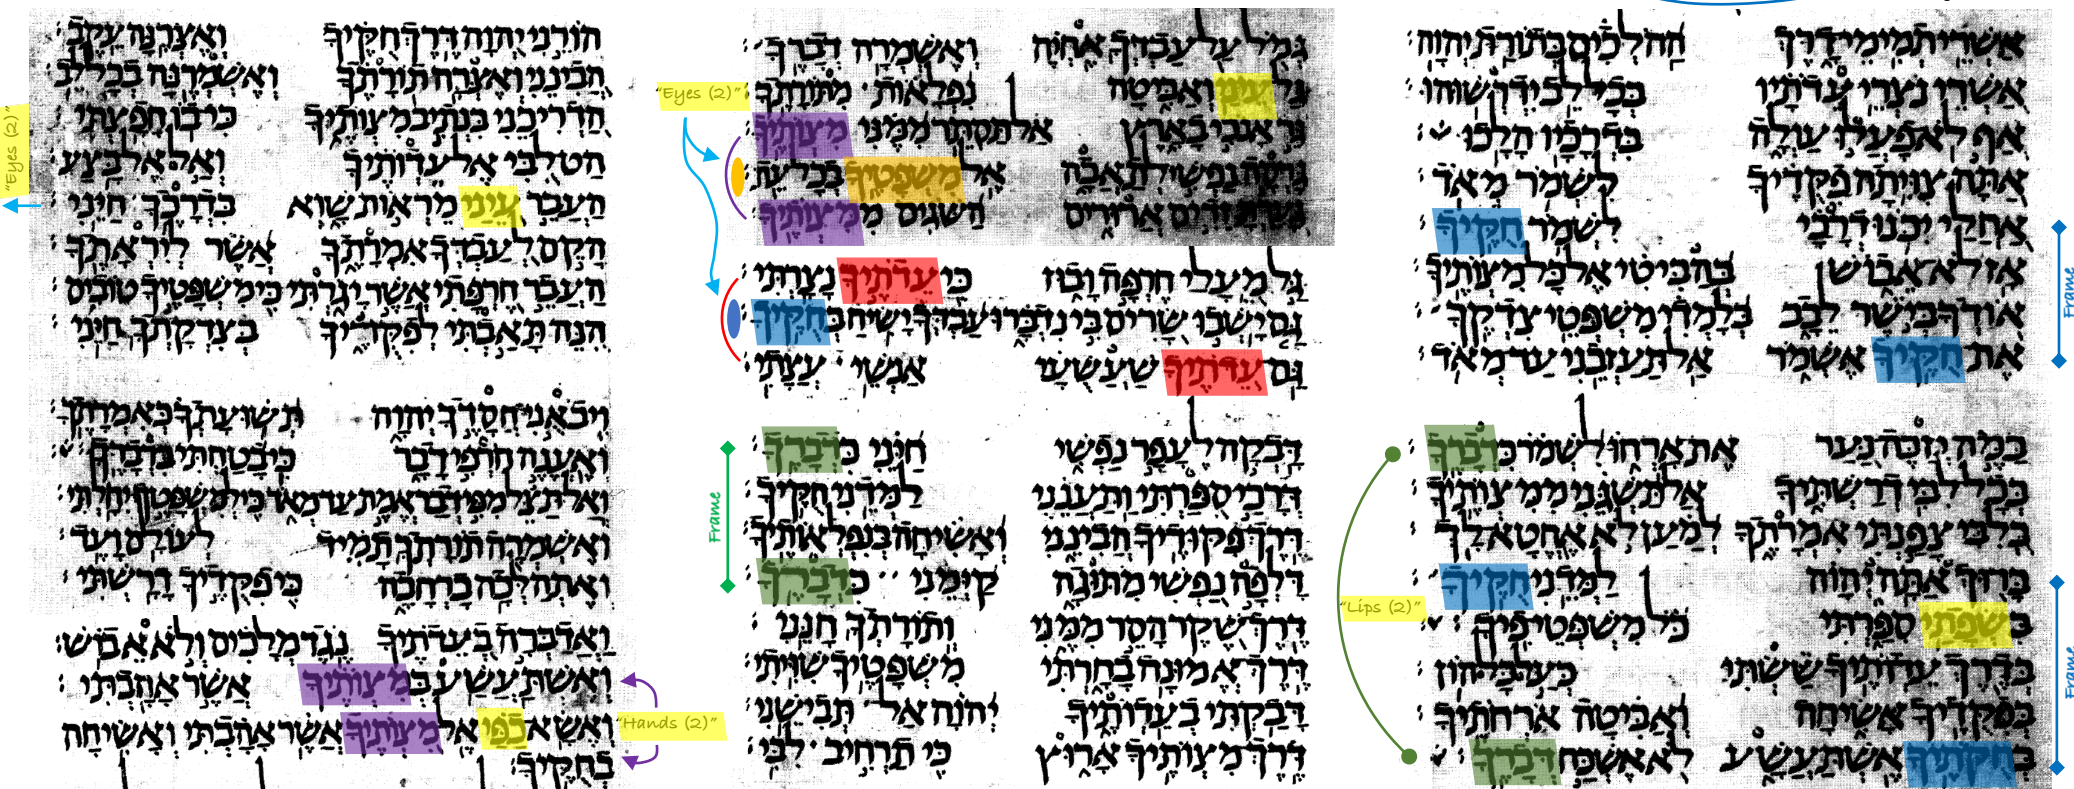 אשרי תמימי דרך ההלכים בתורת יהוה
אשרי נצרי עדתיו בכל לב ידרשוהו
אף לא פעלו עולה בדרכיו הלכו
אתה צויתה פקדיך לשמר מאד
אחלי יכנו דרכי לשמר חקיך
אז לא אבוש בהביטי אל כל מצותיך
אודך בישר לבב בלמדי משפטי צדקך
את חקיך אשמר אל תעזבני עד מאד
Frame
במה יזכה נער את ארחו לשמר כדברך
בכל לבי דרשתיך אל תשגני ממצותיך
בלבי צפנתי אמרתך למען לא אחטא לך
ברוך אתה יהוה למדני חקיך
בשפתי ספרתי כל משפטי פיך
בדרך עדותיך ששתי כעל כל הון
בפקדיך אשיחה ואביטה ארחתיך
בחקתיך אשתעשע לא אשכח דברך
Frame
"Lips (2)"
גמל על עבדך אחיה ואשמרה דברך
גל עיני ואביטה נפלאות מתורתך
גר אנכי בארץ אל תסתר ממני מצותיך
גרסה נפשי לתאבה אל משפטיך בכל עת
גערת זדים ארורים השגים ממצותיך
"Eyes (2)"
גל מעלי חרפה ובוז כי עדתיך נצרתי
גם ישבו שרים בי נדברו עבדך ישיח בחקיך
גם עדתיך שעשעי אנשי עצתי
דבקה לעפר נפשי חיני כדברך
דרכי ספרתי ותענני למדני חקיך
דרך פקודיך הבינני ואשיחה בנפלאותיך
דלפה נפשי מתוגה קימני כדברך
דרך שקר הסר ממני ותורתך חנני
דרך אמונה בחרתי משפטיך שויתי
דבקתי בעדותיך יהוה אל תבישני
דרך מצותיך ארוץ כי תרחיב לבי
Frame
הורני יהוה דרך חקיך ואצרנה עקב
הבינני ואצרה תורתך ואשמרנה בכל לב
הדריכני בנתיב מצותיך כי בו חפצתי
הט לבי אל עדותיך ואל אל בצע
העבר עיני מראות שוא בדרכך חיני
הקם לעבדך אמרתך אשר ליראתך
העבר חרפתי אשר יגרתי כי משפטיך טובים
הנה תאבתי לפקדיך בצדקתך חיני
"Eyes (2)"
ויבאני חסדך יהוה תשועתך כאמרתך
ואענה חרפי דבר כי בטחתי בדברך
ואל תצל מפי דבר אמת עד מאד כי למשפטך יחלתי
ואשמרה תורתך תמיד לעולם ועד
ואתהלכה ברחבה כי פקדיך דרשתי
ואדברה בעדתיך נגד מלכים ולא אבוש
ואשתעשע במצותיך אשר אהבתי
ואשא כפי אל מצותיך אשר אהבתי ואשיחה
בחקיך
"Hands (2)"